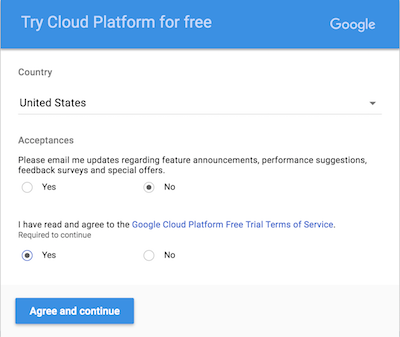 Try Cloud Platform for free
Google
Country
United States
Acceptances
Please email me updates regarding feature announcements, performance suggestions,
feedback surveys and special offers.
Yes No
I have read and agree to the Google Cloud Platform Free Trial Terms of Service.
Required to continue
Yes No
Agree and continue